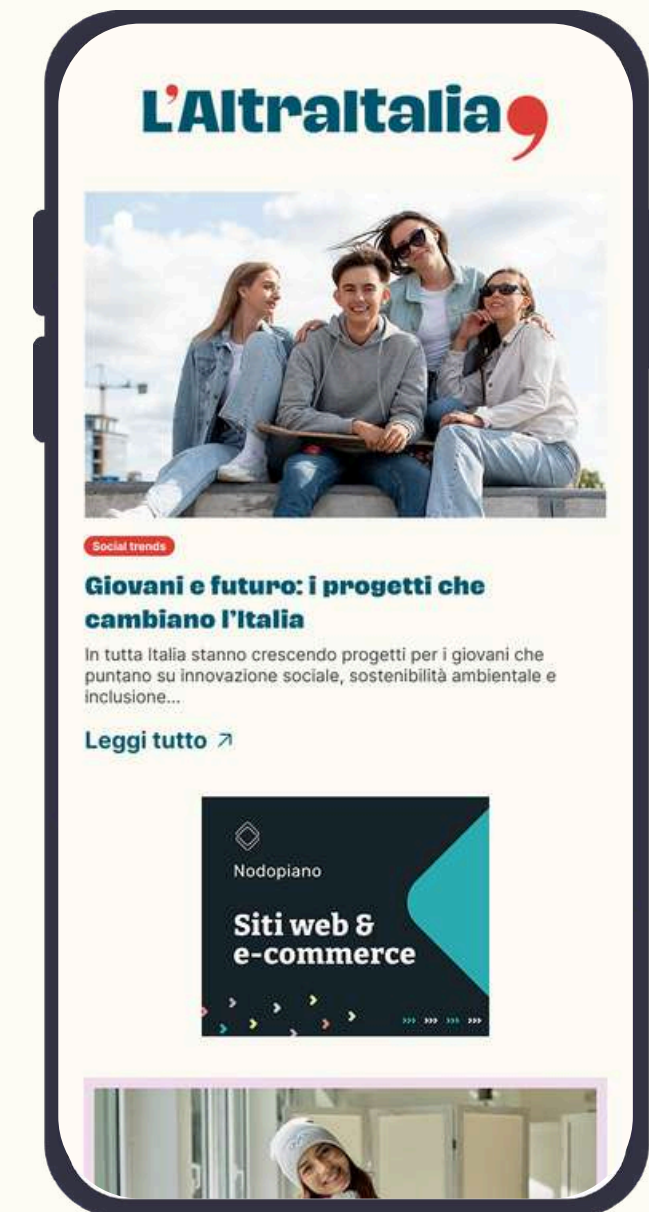 L’AltraItalia,
Social trends
Giovani e futuro: i progetti che
cambiano l’Italia
In tutta Italia stanno crescendo progetti per i giovani che
puntano su innovazione sociale, sostenibilità ambientale e
inclusione...
Leggi tutto ↗
Nodopiano
Siti web &
e-commerce